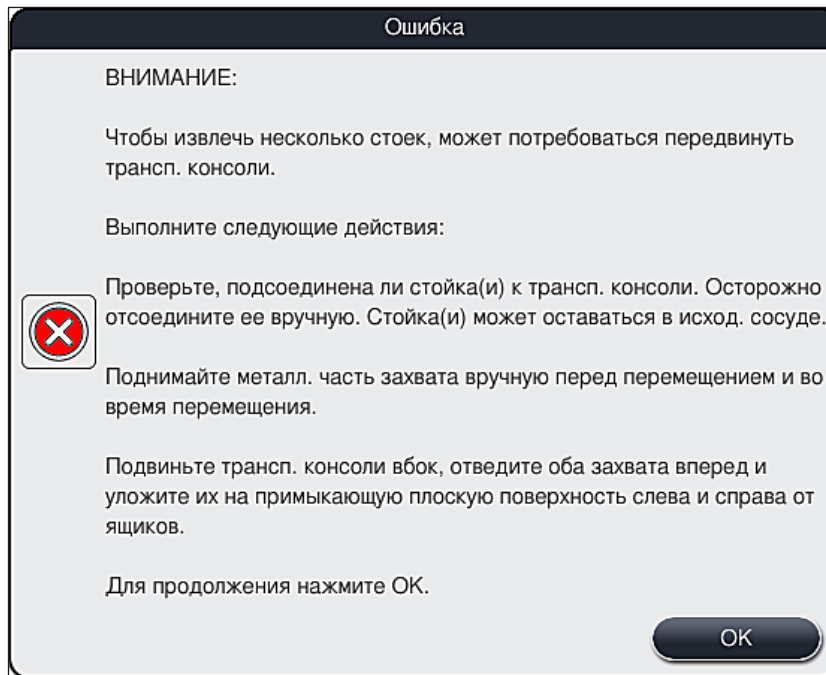 Ошибка
ВНИМАНИЕ:
Чтобы извлечь несколько стоек, может потребоваться передвинуть
трансп. консоли.
Выполните следующие действия:
Проверьте, подсоединена ли стойка(и) к трансп. консоли. Осторожно
отсоедините ее вручную. Стойка(и) может оставаться в исход. сосуде.
Поднимайте металл. часть захвата вручную перед перемещением и во
время перемещения.
Подвиньте трансп. консоли вбок, отведите оба захвата вперед и
уложите их на примыкающую плоскую поверхность слева и справа от
ящиков.
Для продолжения нажмите OK.
OK